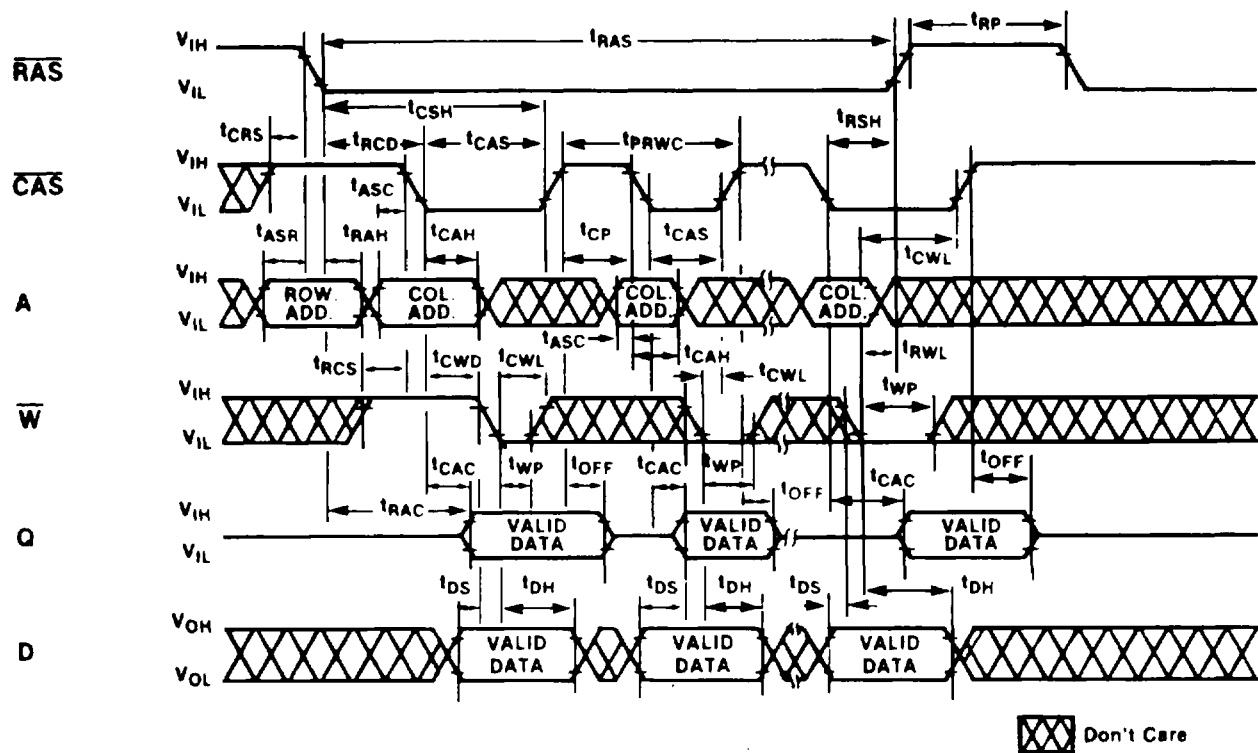 tRP
VIH
tRAS
RAS
VIL
tCSH
tCRS
tRCD
tCAS
tPRWC
tRSH
VIH
CAS
VIL
tASC
tASR
tRAH
tCAH
tCP
tCAS
tCWL
VIH
A
VIL
ROW. ADD.
COL. ADD.
COL. ADD.
COL. ADD.
tASC
tCAH
tRWL
tRCS
tCWD
tCWL
tCWL
tWP
VIH
W
VIL
tCAC
tWP
tOFF
tCAC
tWP
tOFF
tCAC
tOFF
tRAC
VIH
Q
VIL
VALID DATA
VALID DATA
VALID DATA
tDS
tDH
tDS
tDH
tDS
tDH
VOH
D
VOL
VALID DATA
VALID DATA
VALID DATA
Don't Care